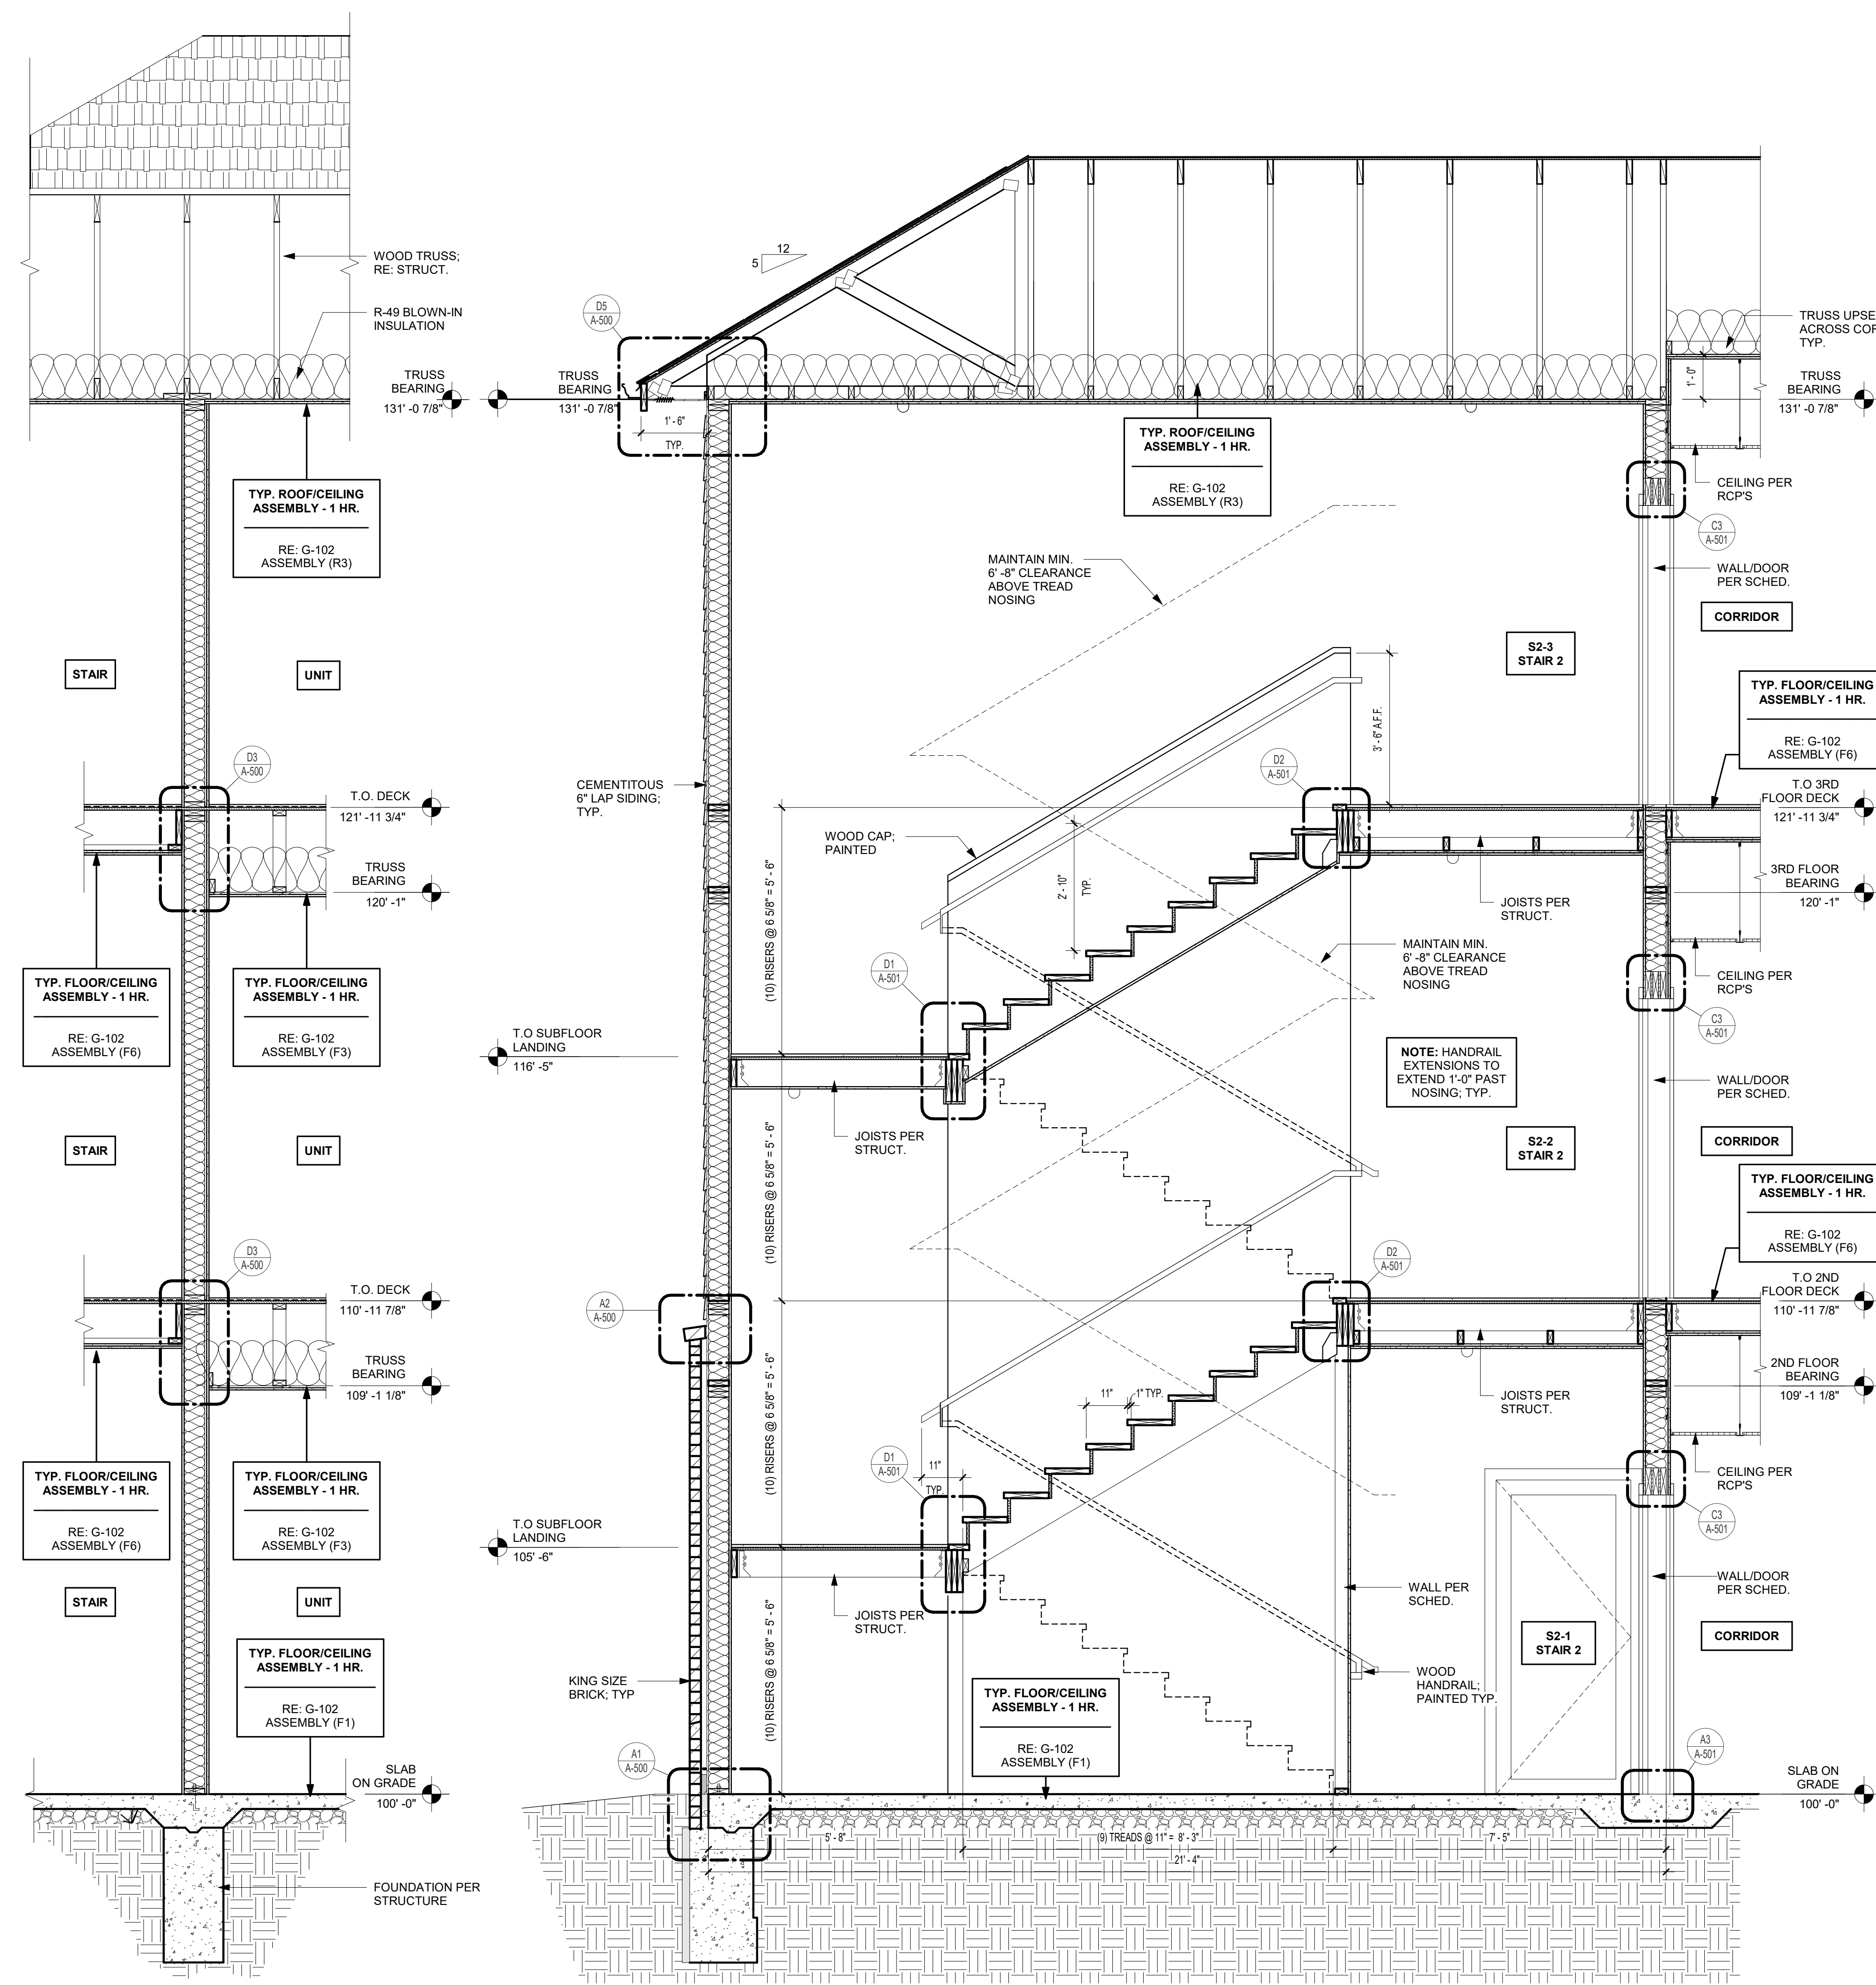 WOOD TRUSS;
RE: STRUCT.
R-49 BLOWN-IN
INSULATION
TRUSS
BEARING
131' -0 7/8"
TYP. ROOF/CEILING
ASSEMBLY - 1 HR.
RE: G-102
ASSEMBLY (R3)
STAIR
UNIT
D3
A-500
T.O. DECK
121' -11 3/4"
TRUSS
BEARING
120' -1"
TYP. FLOOR/CEILING
ASSEMBLY - 1 HR.
RE: G-102
ASSEMBLY (F6)
TYP. FLOOR/CEILING
ASSEMBLY - 1 HR.
RE: G-102
ASSEMBLY (F3)
STAIR
UNIT
D3
A-500
T.O. DECK
110' -11 7/8"
TRUSS
BEARING
109' -1 1/8"
TYP. FLOOR/CEILING
ASSEMBLY - 1 HR.
RE: G-102
ASSEMBLY (F6)
TYP. FLOOR/CEILING
ASSEMBLY - 1 HR.
RE: G-102
ASSEMBLY (F3)
STAIR
UNIT
TYP. FLOOR/CEILING
ASSEMBLY - 1 HR.
RE: G-102
ASSEMBLY (F1)
SLAB
ON GRADE
100' -0"
FOUNDATION PER
STRUCTURE
12
5
D5
A-500
TRUSS
BEARING
131' -0 7/8"
1' - 6"
TYP.
TYP. ROOF/CEILING
ASSEMBLY - 1 HR.
RE: G-102
ASSEMBLY (R3)
MAINTAIN MIN.
6' -8" CLEARANCE
ABOVE TREAD
NOSING
TRUSS UPSE
ACROSS COR
TYP.
1' - 0"
TRUSS
BEARING
131' -0 7/8"
CEILING PER
RCP'S
C3
A-501
WALL/DOOR
PER SCHED.
CORRIDOR
S2-3
STAIR 2
3' - 6" A.F.F.
TYP. FLOOR/CEILING
ASSEMBLY - 1 HR.
RE: G-102
ASSEMBLY (F6)
CEMENTITOUS
6" LAP SIDING;
TYP.
WOOD CAP;
PAINTED
D2
A-501
T.O 3RD
FLOOR DECK
121' -11 3/4"
(10) RISERS @ 6 5/8" = 5' - 6"
2' - 10"
TYP.
JOISTS PER
STRUCT.
3RD FLOOR
BEARING
120' -1"
MAINTAIN MIN.
6' -8" CLEARANCE
ABOVE TREAD
NOSING
D1
A-501
CEILING PER
RCP'S
C3
A-501
T.O SUBFLOOR
LANDING
116' -5"
NOTE: HANDRAIL
EXTENSIONS TO
EXTEND 1'-0" PAST
NOSING; TYP.
WALL/DOOR
PER SCHED.
JOISTS PER
STRUCT.
(10) RISERS @ 6 5/8" = 5' - 6"
S2-2
STAIR 2
CORRIDOR
TYP. FLOOR/CEILING
ASSEMBLY - 1 HR.
RE: G-102
ASSEMBLY (F6)
A2
A-500
D2
A-501
T.O 2ND
FLOOR DECK
110' -11 7/8"
(10) RISERS @ 6 5/8" = 5' - 6"
11"
1" TYP.
JOISTS PER
STRUCT.
2ND FLOOR
BEARING
109' -1 1/8"
D1
A-501
11"
TYP.
CEILING PER
RCP'S
C3
A-501
T.O SUBFLOOR
LANDING
105' -6"
JOISTS PER
STRUCT.
WALL PER
SCHED.
WALL/DOOR
PER SCHED.
(10) RISERS @ 6 5/8" = 5' - 6"
S2-1
STAIR 2
CORRIDOR
KING SIZE
BRICK; TYP
WOOD
HANDRAIL;
PAINTED TYP.
TYP. FLOOR/CEILING
ASSEMBLY - 1 HR.
RE: G-102
ASSEMBLY (F1)
A1
A-500
A3
A-501
SLAB ON
GRADE
100' -0"
5' - 8"
(9) TREADS @ 11" = 8' - 3"
7' - 5"
21' - 4"